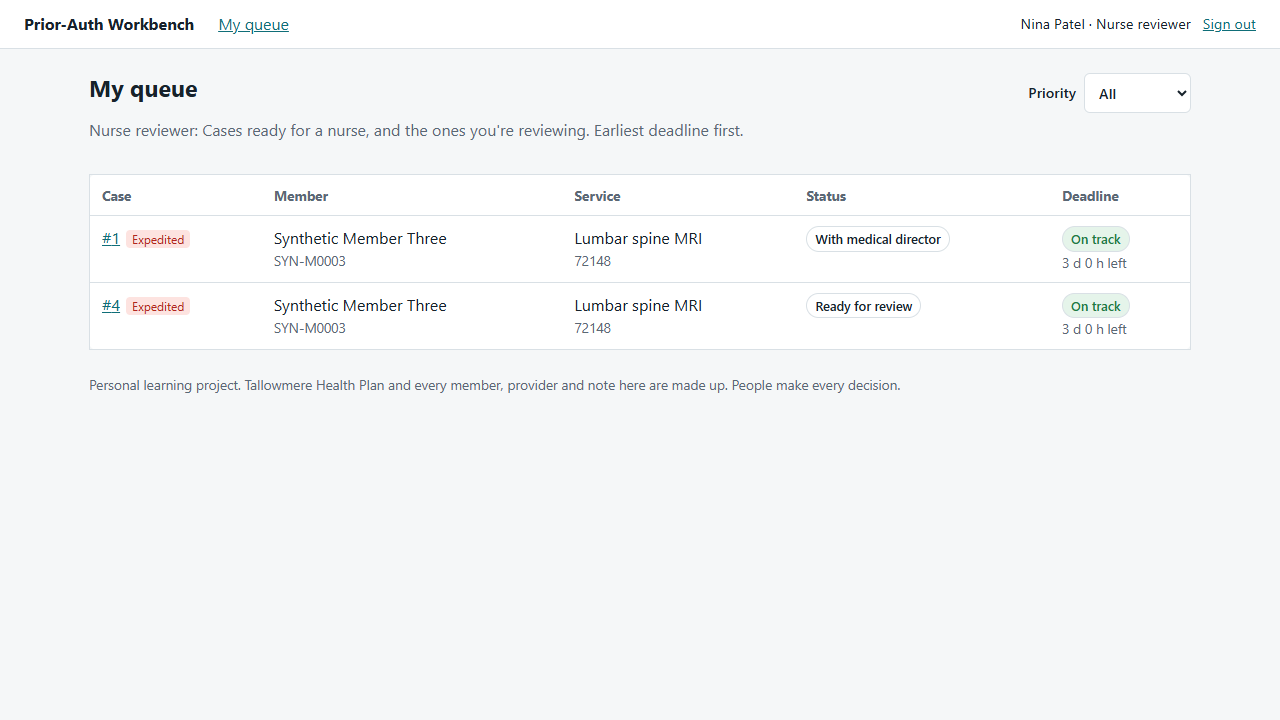 Prior-Auth Workbench My queue Nina Patel · Nurse reviewer Sign out
My queue
Priority All
Nurse reviewer: Cases ready for a nurse, and the ones you're reviewing. Earliest deadline first.
Case Member Service Status Deadline
#1 Expedited Synthetic Member Three Lumbar spine MRI With medical director On track
SYN-M0003 72148 3 d 0 h left
#4 Expedited Synthetic Member Three Lumbar spine MRI Ready for review On track
SYN-M0003 72148 3 d 0 h left
Personal learning project. Tallowmere Health Plan and every member, provider and note here are made up. People make every decision.